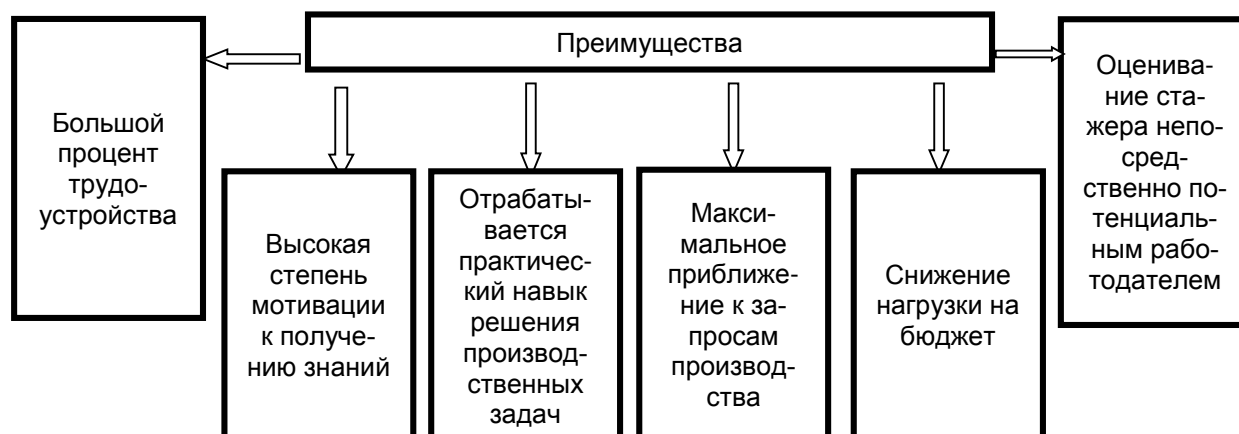 Преимущества
Большой
процент
трудо-
устройства
Высокая
степень
мотивации
к получе-
нию знаний
Отрабаты-
вается
практичес-
кий навык
решения
производ-
ственных
задач
Макси-
мальное
приближе-
ние к за-
просам
производ-
ства
Снижение
нагрузки на
бюджет
Оценива-
ние ста-
жера непо-
сред-
ственно по-
тенциаль-
ным рабо-
тодателем